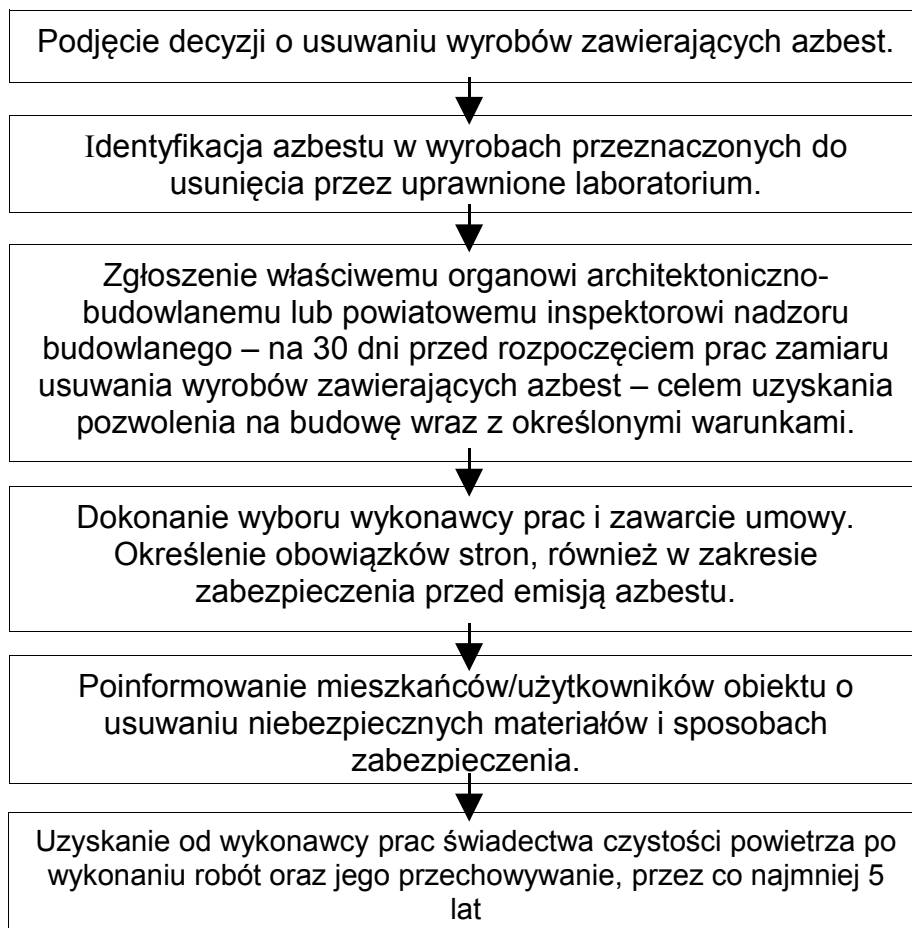 Podjęcie decyzji o usuwaniu wyrobów zawierających azbest.
Identyfikacja azbestu w wyrobach przeznaczonych do
usunięcia przez uprawnione laboratorium.
Zgłoszenie właściwemu organowi architektoniczno-
budowlanemu lub powiatowemu inspektorowi nadzoru
budowlanego – na 30 dni przed rozpoczęciem prac zamiaru
usuwania wyrobów zawierających azbest – celem uzyskania
pozwolenia na budowę wraz z określonymi warunkami.
Dokonanie wyboru wykonawcy prac i zawarcie umowy.
Określenie obowiązków stron, również w zakresie
zabezpieczenia przed emisją azbestu.
Poinformowanie mieszkańców/użytkowników obiektu o
usuwaniu niebezpiecznych materiałów i sposobach
zabezpieczenia.
Uzyskanie od wykonawcy prac świadectwa czystości powietrza po
wykonaniu robót oraz jego przechowywanie, przez co najmniej 5
lat